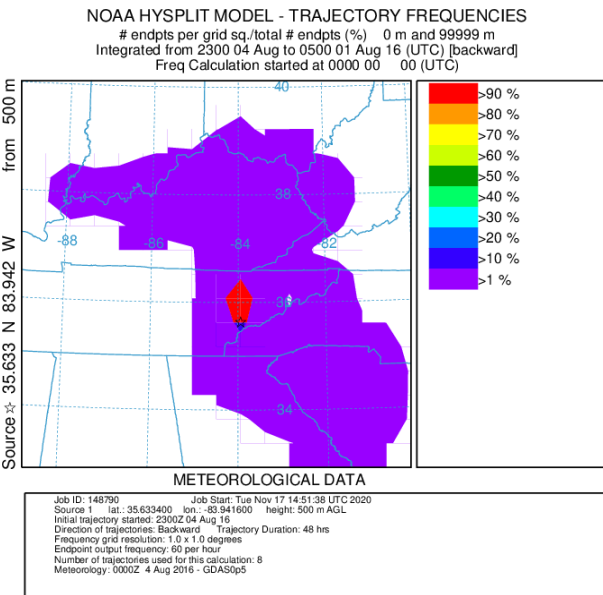 NOAA HYSPLIT MODEL - TRAJECTORY FREQUENCIES
# endpts per grid sq./total # endpts (%) 0 m and 99999 m
Integrated from 2300 04 Aug to 0500 01 Aug 16 (UTC) [backward]
Freq Calculation started at 0000 00 00 (UTC)
Source ☆ 35.633 N 83.942 W from 500 m
40
38
-88
-86
-84
82
34
>90 %
>80 %
>70 %
>60 %
>50 %
>40 %
>30 %
>20 %
>10 %
>1 %
METEOROLOGICAL DATA
Job ID: 148790 Job Start: Tue Nov 17 14:51:38 UTC 2020
Source 1 lat.: 35.633400 lon.: -83.941600 height: 500 m AGL
Initial trajectory started: 2300Z 04 Aug 16
Direction of trajectories: Backward Trajectory Duration: 48 hrs
Frequency grid resolution: 1.0 x 1.0 degrees
Endpoint output frequency: 60 per hour
Number of trajectories used for this calculation: 8
Meteorology: 0000Z 4 Aug 2016 - GDAS0p5